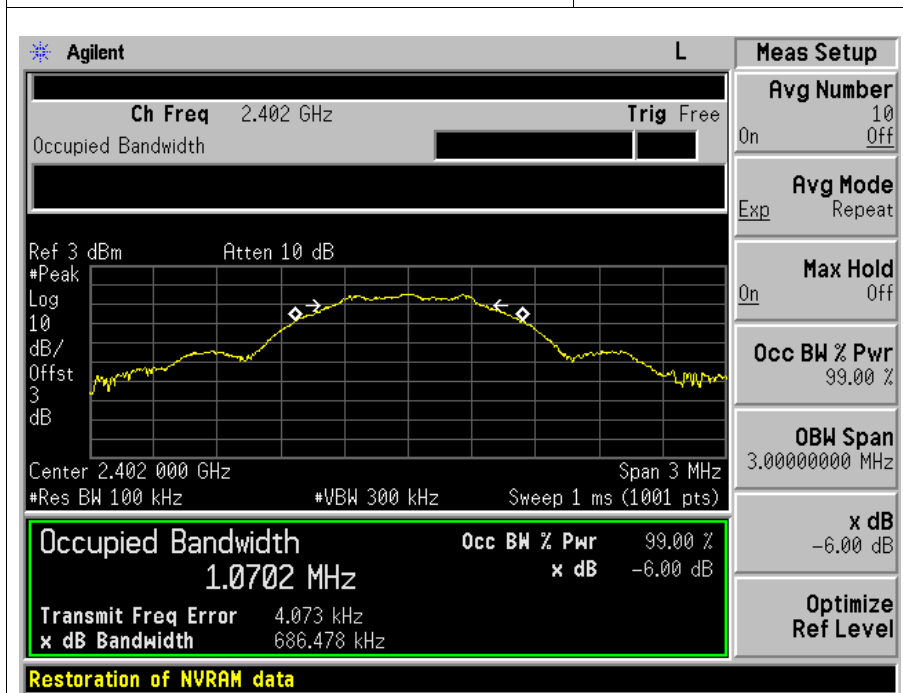 Agilent L
Ch Freq 2.402 GHz Trig Free
Occupied Bandwidth
Ref 3 dBm Atten 10 dB
#Peak
Log
10
dB/
Offst
3
dB
Center 2.402 000 GHz Span 3 MHz
#Res BW 100 kHz #VBW 300 kHz Sweep 1 ms (1001 pts)
Occupied Bandwidth Occ BW % Pwr 99.00 %
1.0702 MHz x dB -6.00 dB
Transmit Freq Error 4.073 kHz
x dB Bandwidth 686.478 kHz
Restoration of NVRAM data
Meas Setup
Avg Number
10
On Off
Avg Mode
Exp Repeat
Max Hold
On Off
Occ BW % Pwr
99.00 %
OBW Span
3.00000000 MHz
x dB
-6.00 dB
Optimize
Ref Level